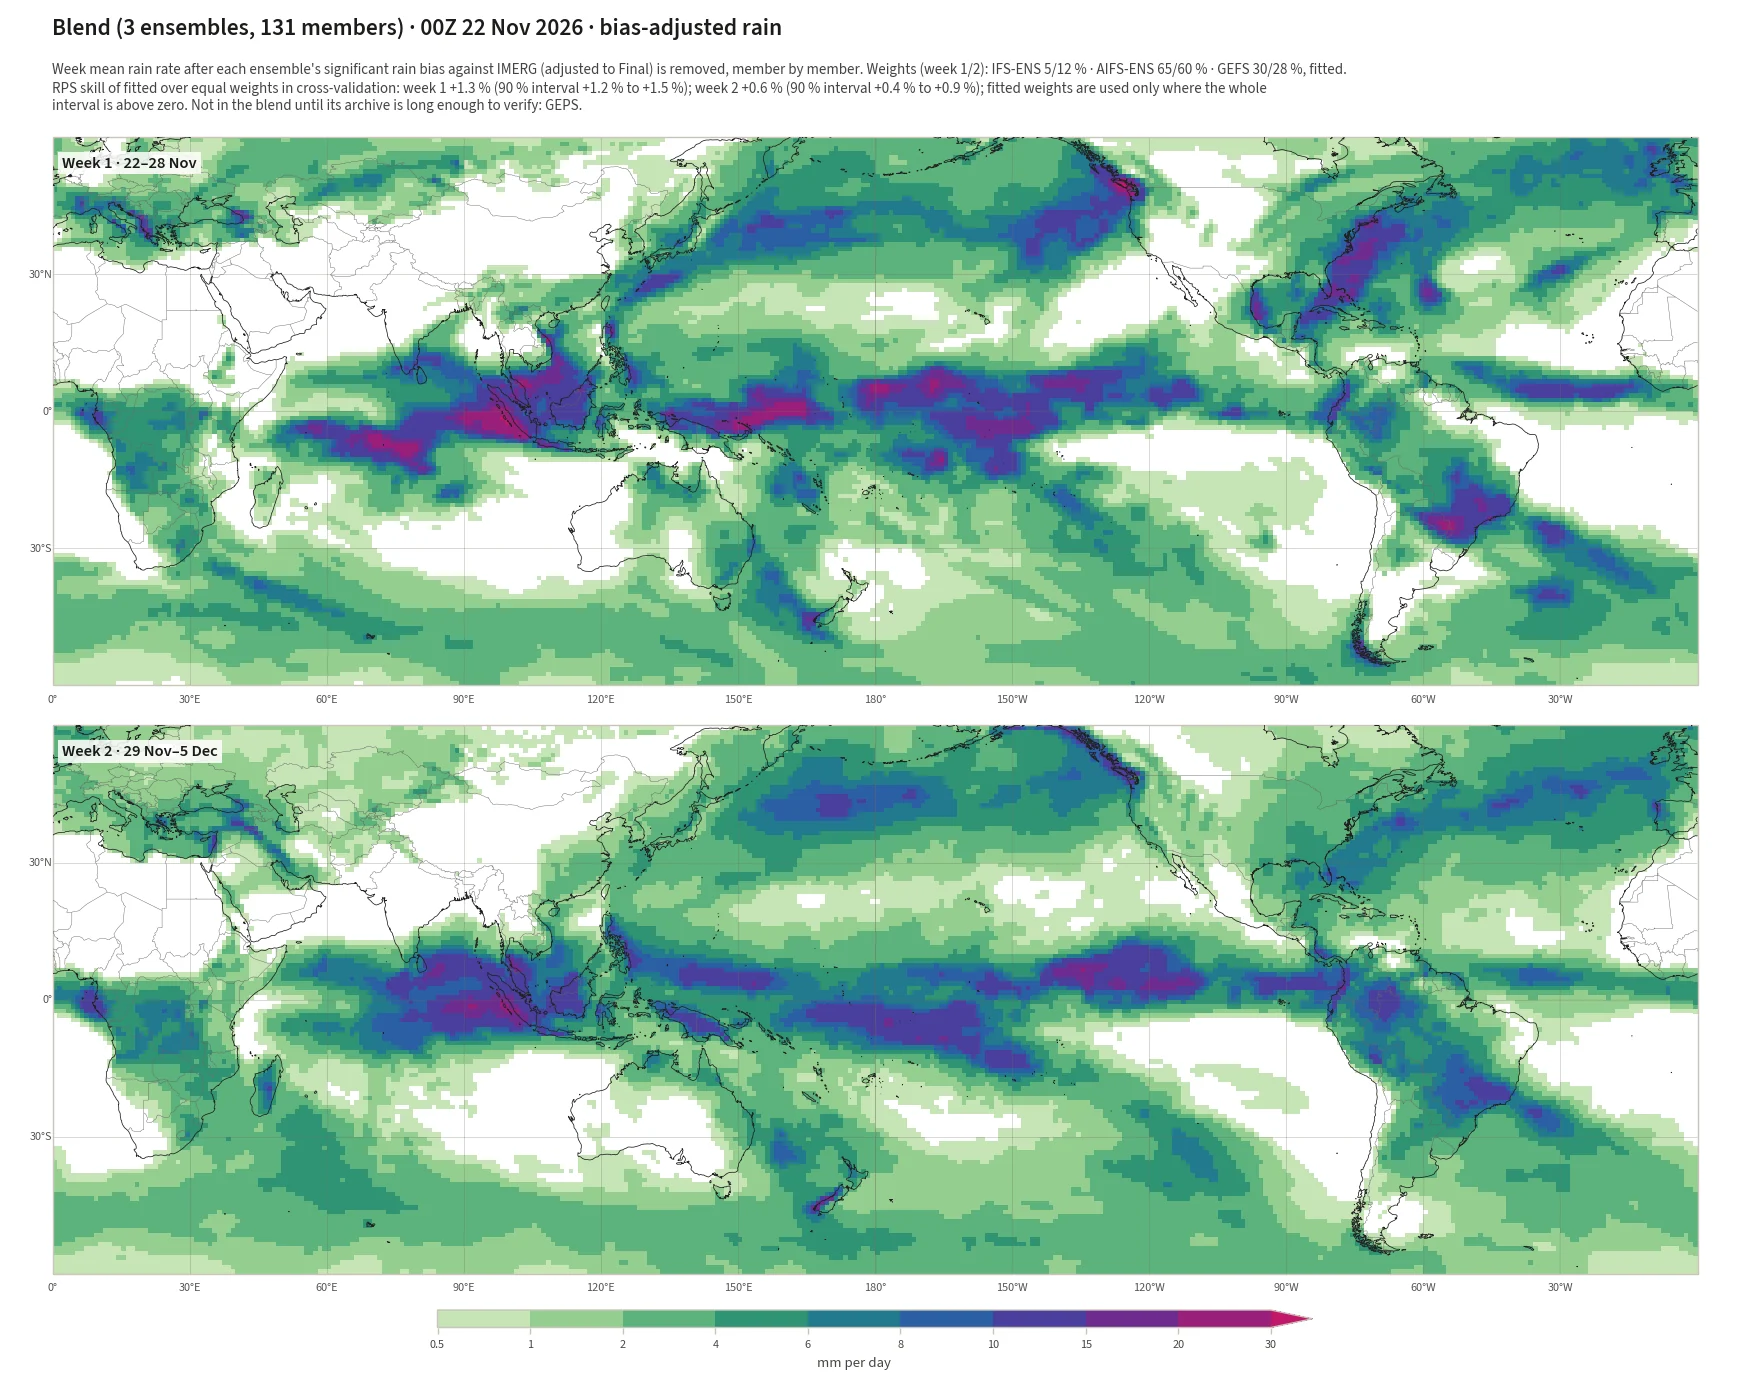 Blend (3 ensembles, 131 members) · 00Z 22 Nov 2026 · bias-adjusted rain
Week mean rain rate after each ensemble's significant rain bias against IMERG (adjusted to Final) is removed, member by member. Weights (week 1/2): IFS-ENS 5/12 % · AIFS-ENS 65/60 % · GEFS 30/28 %, fitted.
RPS skill of fitted over equal weights in cross-validation: week 1 +1.3 % (90 % interval +1.2 % to +1.5 %); week 2 +0.6 % (90 % interval +0.4 % to +0.9 %); fitted weights are used only where the whole
interval is above zero. Not in the blend until its archive is long enough to verify: GEPS.
Week 1 · 22–28 Nov
30°N
0°
30°S
0° 30°E 60°E 90°E 120°E 150°E 180° 150°W 120°W 90°W 60°W 30°W
Week 2 · 29 Nov–5 Dec
30°N
0°
30°S
0° 30°E 60°E 90°E 120°E 150°E 180° 150°W 120°W 90°W 60°W 30°W
0.5 1 2 4 6 8 10 15 20 30
mm per day